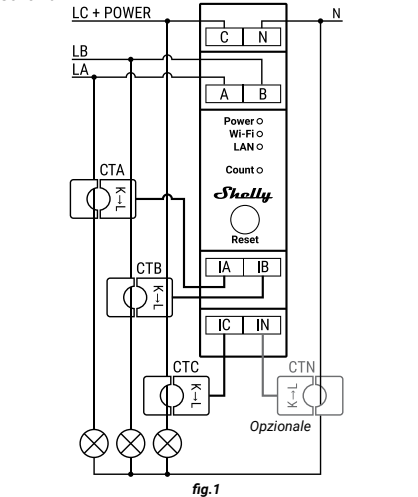 LC + POWER
N
C N
LB
LA
A B
Power
Wi-Fi
LAN
Count
Shelly
Reset
CTA
K→L
CTB
K→L
IA IB
IC IN
CTC
K→L
CTN
K→L
Opzionale
fig.1